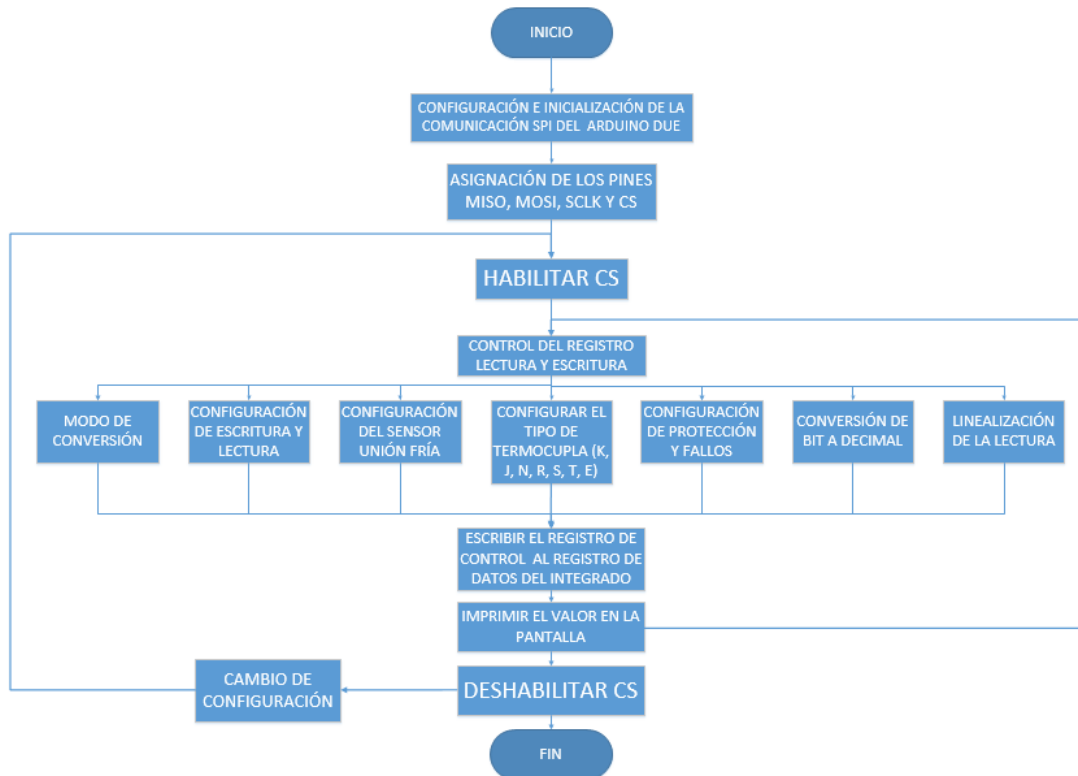 INICIO
CONFIGURACIÓN E INICIALIZACIÓN DE LA
COMUNICACIÓN SPI DEL ARDUINO DUE
ASIGNACIÓN DE LOS PINES
MISO, MOSI, SCLK Y CS
HABILITAR CS
CONTROL DEL REGISTRO
LECTURA Y ESCRITURA
MODO DE
CONVERSIÓN
CONFIGURACIÓN
DE ESCRITURA Y
LECTURA
CONFIGURACIÓN
DEL SENSOR
UNIÓN FRÍA
CONFIGURAR EL
TIPO DE
TERMOCUPLA (K,
J, N, R, S, T, E)
CONFIGURACIÓN
DE PROTECCIÓN
Y FALLOS
CONVERSIÓN DE
BIT A DECIMAL
LINEALIZACIÓN
DE LA LECTURA
ESCRIBIR EL REGISTRO DE
CONTROL AL REGISTRO DE
DATOS DEL INTEGRADO
IMPRIMIR EL VALOR EN LA
PANTALLA
DESHABILITAR CS
CAMBIO DE
CONFIGURACIÓN
FIN